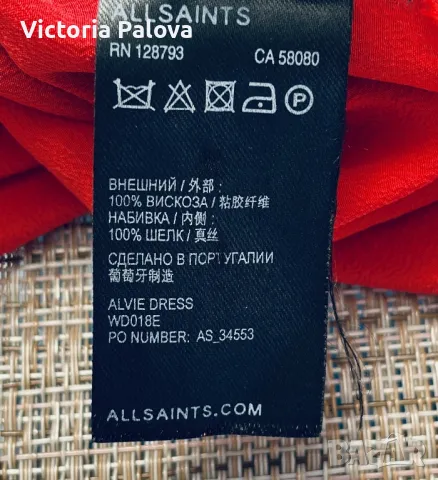 Victoria Palova
ALLSAINTS
RN 128793 CA 58080
P
ВНЕШНИЙ / 外部 :
100% ВИСКОЗА / 粘胶纤维
НАБИВКА / 内侧 :
100% ШЕЛК / 真丝
СДЕЛАНО В ПОРТУГАЛИИ
葡萄牙制造
ALVIE DRESS
WD018E
PO NUMBER: AS_34553
ALLSAINTS.COM